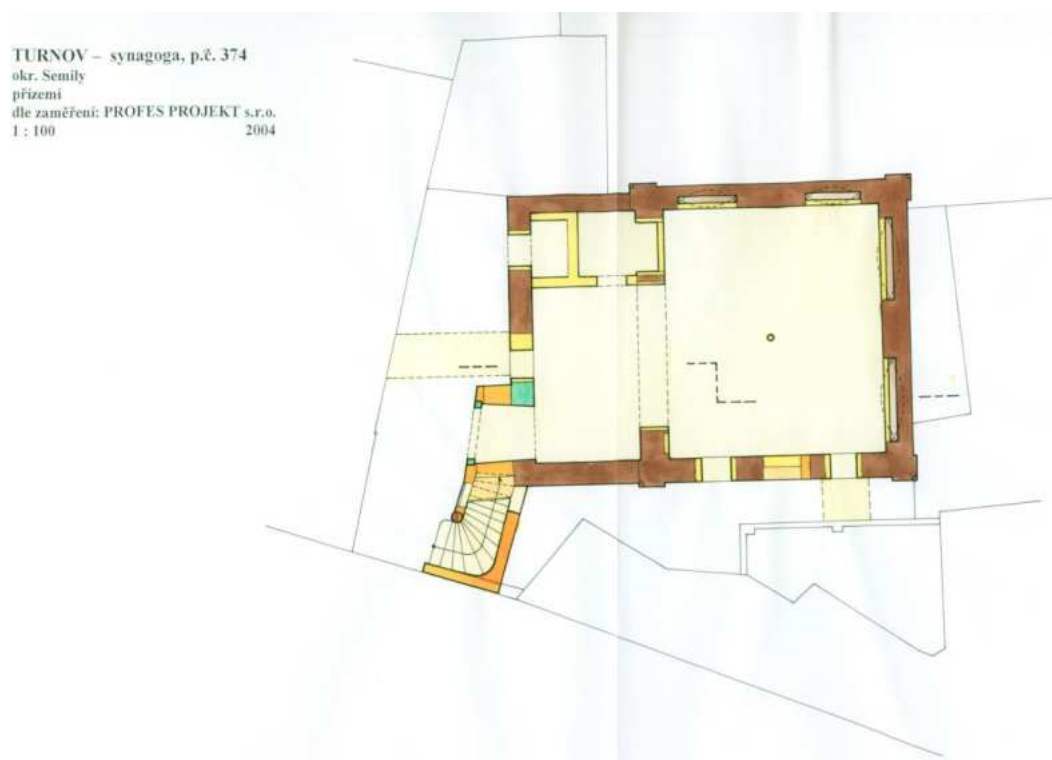 TURNOV – synagoga, p.č. 374
okr. Semily
přízemí
dle zaměření: PROFES PROJEKT s.r.o.
1 : 100 2004